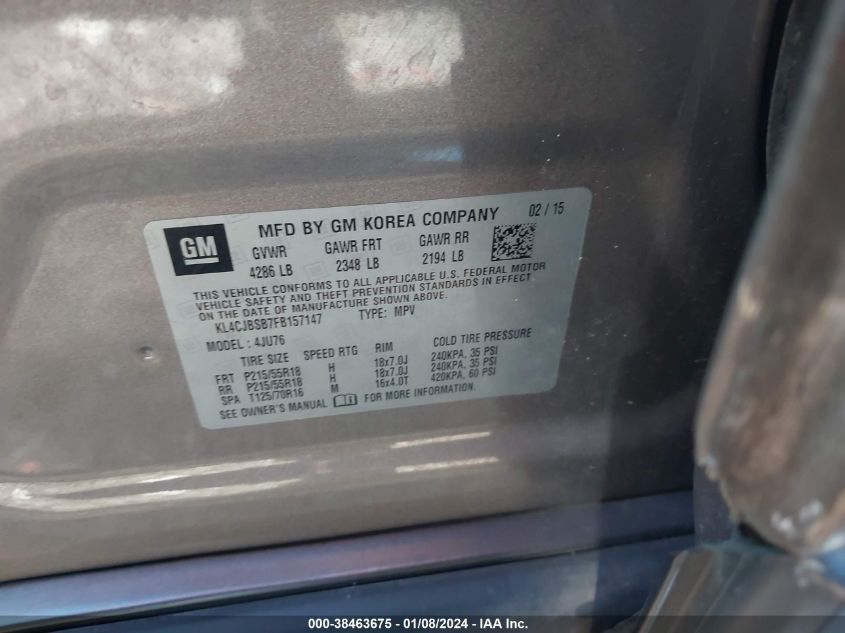 GM
MFD BY GM KOREA COMPANY 02 / 15
GVWR GAWR FRT GAWR RR
4286 LB 2348 LB 2194 LB
THIS VEHICLE CONFORMS TO ALL APPLICABLE U.S. FEDERAL MOTOR
VEHICLE SAFETY AND THEFT PREVENTION STANDARDS IN EFFECT
ON THE DATE OF MANUFACTURE SHOWN ABOVE.
KL4CJBSB7FB157147 TYPE: MPV
MODEL: 4JU76
TIRE SIZE SPEED RTG RIM COLD TIRE PRESSURE
FRT P215/55R18 H 18x7.0J 240KPA, 35 PSI
RR P215/55R18 H 18x7.0J 240KPA, 35 PSI
SPA T125/70R16 M 16x4.0T 420KPA, 60 PSI
SEE OWNER'S MANUAL FOR MORE INFORMATION.
000-38463675 - 01/08/2024 - IAA Inc.